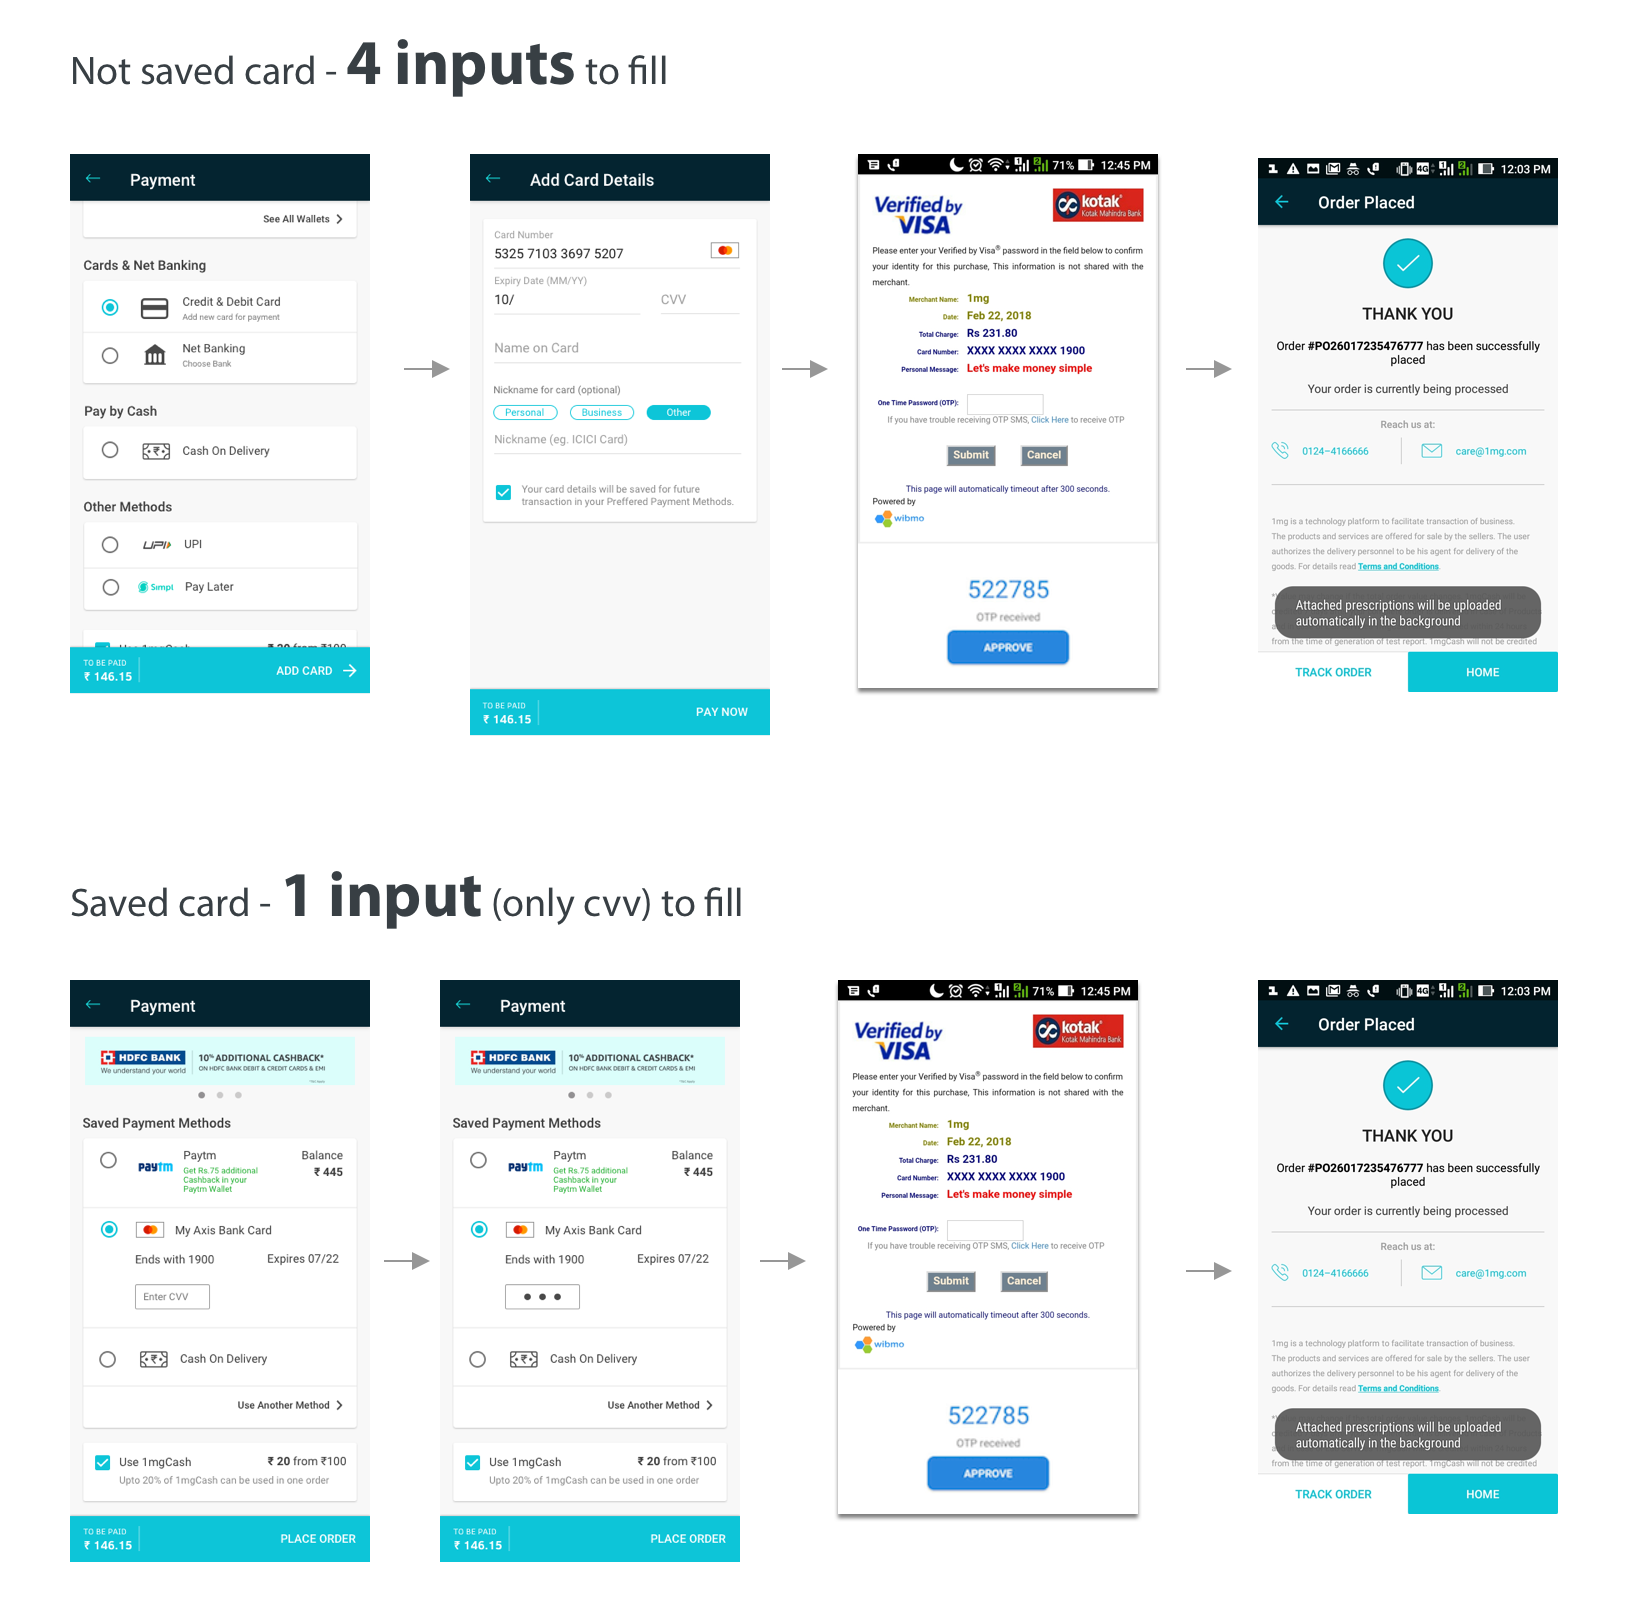 Not saved card - 4 inputs to fill
Payment
See All Wallets
Cards & Net Banking
Credit & Debit Card
Add new card for payment
Net Banking
Choose Bank
Pay by Cash
Cash On Delivery
Other Methods
UPI UPI
Simpl Pay Later
TO BE PAID
₹ 146.15
ADD CARD
Add Card Details
Card Number
5325 7103 3697 5207
Expiry Date (MM/YY)
10/ CVV
Name on Card
Nickname for card (optional)
Personal Business Other
Nickname (eg. ICICI Card)
Your card details will be saved for future
transaction in your Preffered Payment Methods.
TO BE PAID
₹ 146.15
PAY NOW
71% 12:45 PM
Verified by
VISA
kotak
Kotak Mahindra Bank
Please enter your Verified by Visa® password in the field below to confirm
your identity for this purchase, This information is not shared with the
merchant.
Merchant Name: 1mg
Date: Feb 22, 2018
Total Charge: Rs 231.80
Card Number: XXXX XXXX XXXX 1900
Personal Message: Let's make money simple
One Time Password (OTP):
If you have trouble receiving OTP SMS, Click Here to receive OTP
Submit Cancel
This page will automatically timeout after 300 seconds.
Powered by
wibmo
522785
OTP received
APPROVE
4G 12:03 PM
Order Placed
THANK YOU
Order #PO26017235476777 has been successfully
placed
Your order is currently being processed
Reach us at:
0124–4166666 care@1mg.com
1mg is a technology platform to facilitate transaction of business.
The products and services are offered for sale by the sellers. The user
authorizes the delivery personnel to be his agent for delivery of the
goods. For details read Terms and Conditions.
Attached prescriptions will be uploaded
automatically in the background
from the time of generation of test report. 1mgCash will not be credited
TRACK ORDER HOME
Saved card - 1 input (only cvv) to fill
Payment
HDFC BANK
We understand your world
10% ADDITIONAL CASHBACK*
ON HDFC BANK DEBIT & CREDIT CARDS & EMI
Saved Payment Methods
Paytm Paytm Balance
Get Rs.75 additional ₹ 445
Cashback in your
Paytm Wallet
My Axis Bank Card
Ends with 1900 Expires 07/22
Enter CVV
Cash On Delivery
Use Another Method
Use 1mgCash ₹ 20 from ₹100
Upto 20% of 1mgCash can be used in one order
TO BE PAID
₹ 146.15
PLACE ORDER
Payment
HDFC BANK
We understand your world
10% ADDITIONAL CASHBACK*
ON HDFC BANK DEBIT & CREDIT CARDS & EMI
Saved Payment Methods
Paytm Paytm Balance
Get Rs.75 additional ₹ 445
Cashback in your
Paytm Wallet
My Axis Bank Card
Ends with 1900 Expires 07/22
Cash On Delivery
Use Another Method
Use 1mgCash ₹ 20 from ₹100
Upto 20% of 1mgCash can be used in one order
TO BE PAID
₹ 146.15
PLACE ORDER
71% 12:45 PM
Verified by
VISA
kotak
Kotak Mahindra Bank
Please enter your Verified by Visa® password in the field below to confirm
your identity for this purchase, This information is not shared with the
merchant.
Merchant Name: 1mg
Date: Feb 22, 2018
Total Charge: Rs 231.80
Card Number: XXXX XXXX XXXX 1900
Personal Message: Let's make money simple
One Time Password (OTP):
If you have trouble receiving OTP SMS, Click Here to receive OTP
Submit Cancel
This page will automatically timeout after 300 seconds.
Powered by
wibmo
522785
OTP received
APPROVE
4G 12:03 PM
Order Placed
THANK YOU
Order #PO26017235476777 has been successfully
placed
Your order is currently being processed
Reach us at:
0124–4166666 care@1mg.com
1mg is a technology platform to facilitate transaction of business.
The products and services are offered for sale by the sellers. The user
authorizes the delivery personnel to be his agent for delivery of the
goods. For details read Terms and Conditions.
Attached prescriptions will be uploaded
automatically in the background
from the time of generation of test report. 1mgCash will not be credited
TRACK ORDER HOME